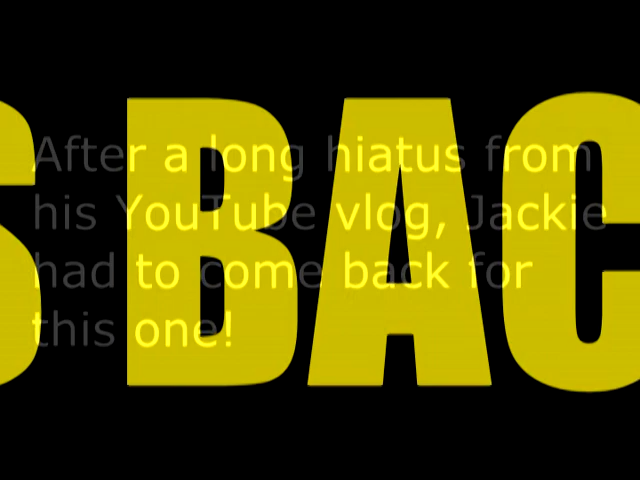 S BAC
After a long hiatus from
his YouTube vlog, Jackie
had to come back for
this one!